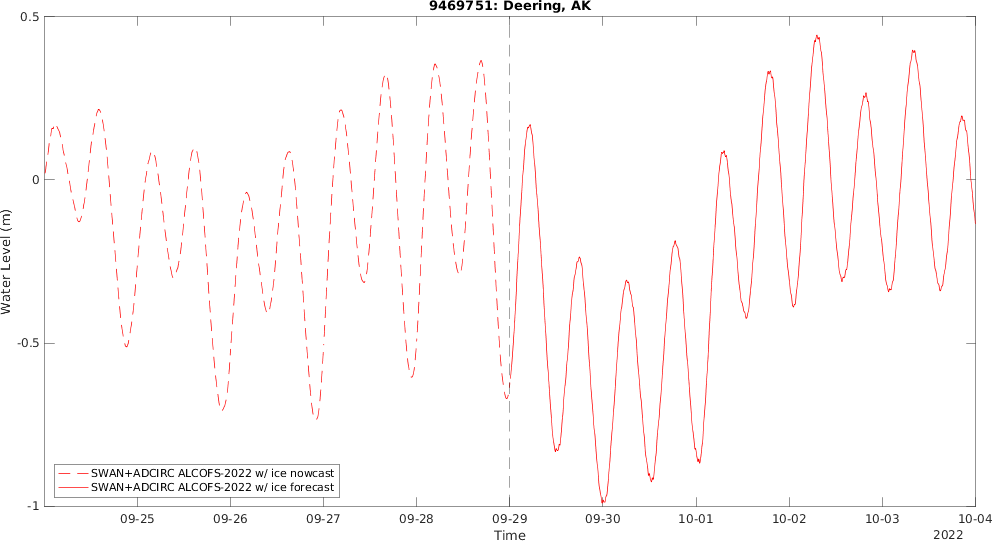 9469751: Deering, AK
0.5
0
-0.5
-1
Water Level (m)
SWAN+ADCIRC ALCOFS-2022 w/ ice nowcast
SWAN+ADCIRC ALCOFS-2022 w/ ice forecast
09-25 09-26 09-27 09-28 09-29 09-30 10-01 10-02 10-03 10-04
Time
2022